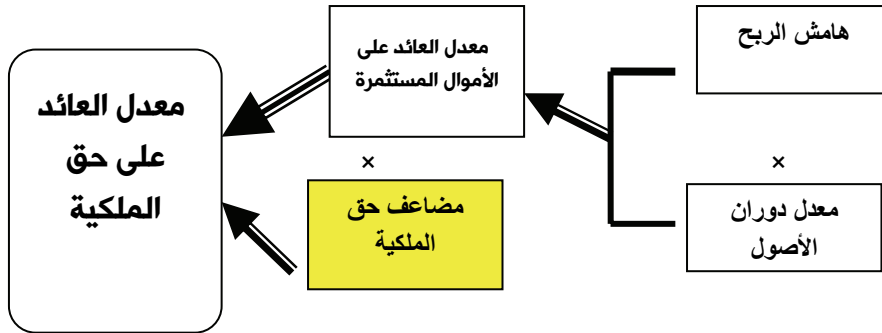 هامش الربح
×
معدل دوران
الأصول
معدل العائد على
الأموال المستثمرة
×
مضاعف حق
الملكية
معدل العائد
على حق
الملكية